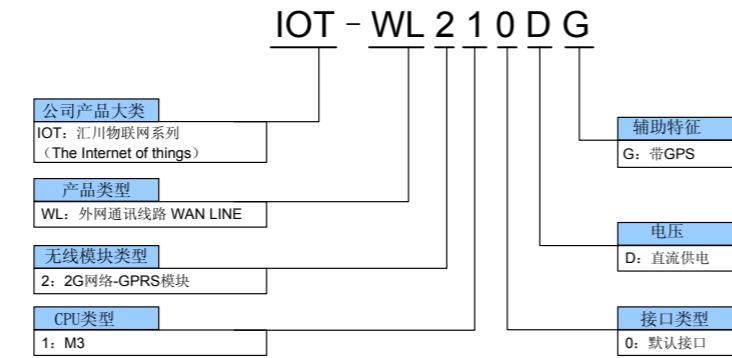 IOT-WL210DG
公司产品大类
IOT：汇川物联网系列
（The Internet of things）
产品类型
WL：外网通讯线路 WAN LINE
无线模块类型
2：2G网络-GPRS模块
CPU类型
1：M3
辅助特征
G：带GPS
电压
D：直流供电
接口类型
0：默认接口